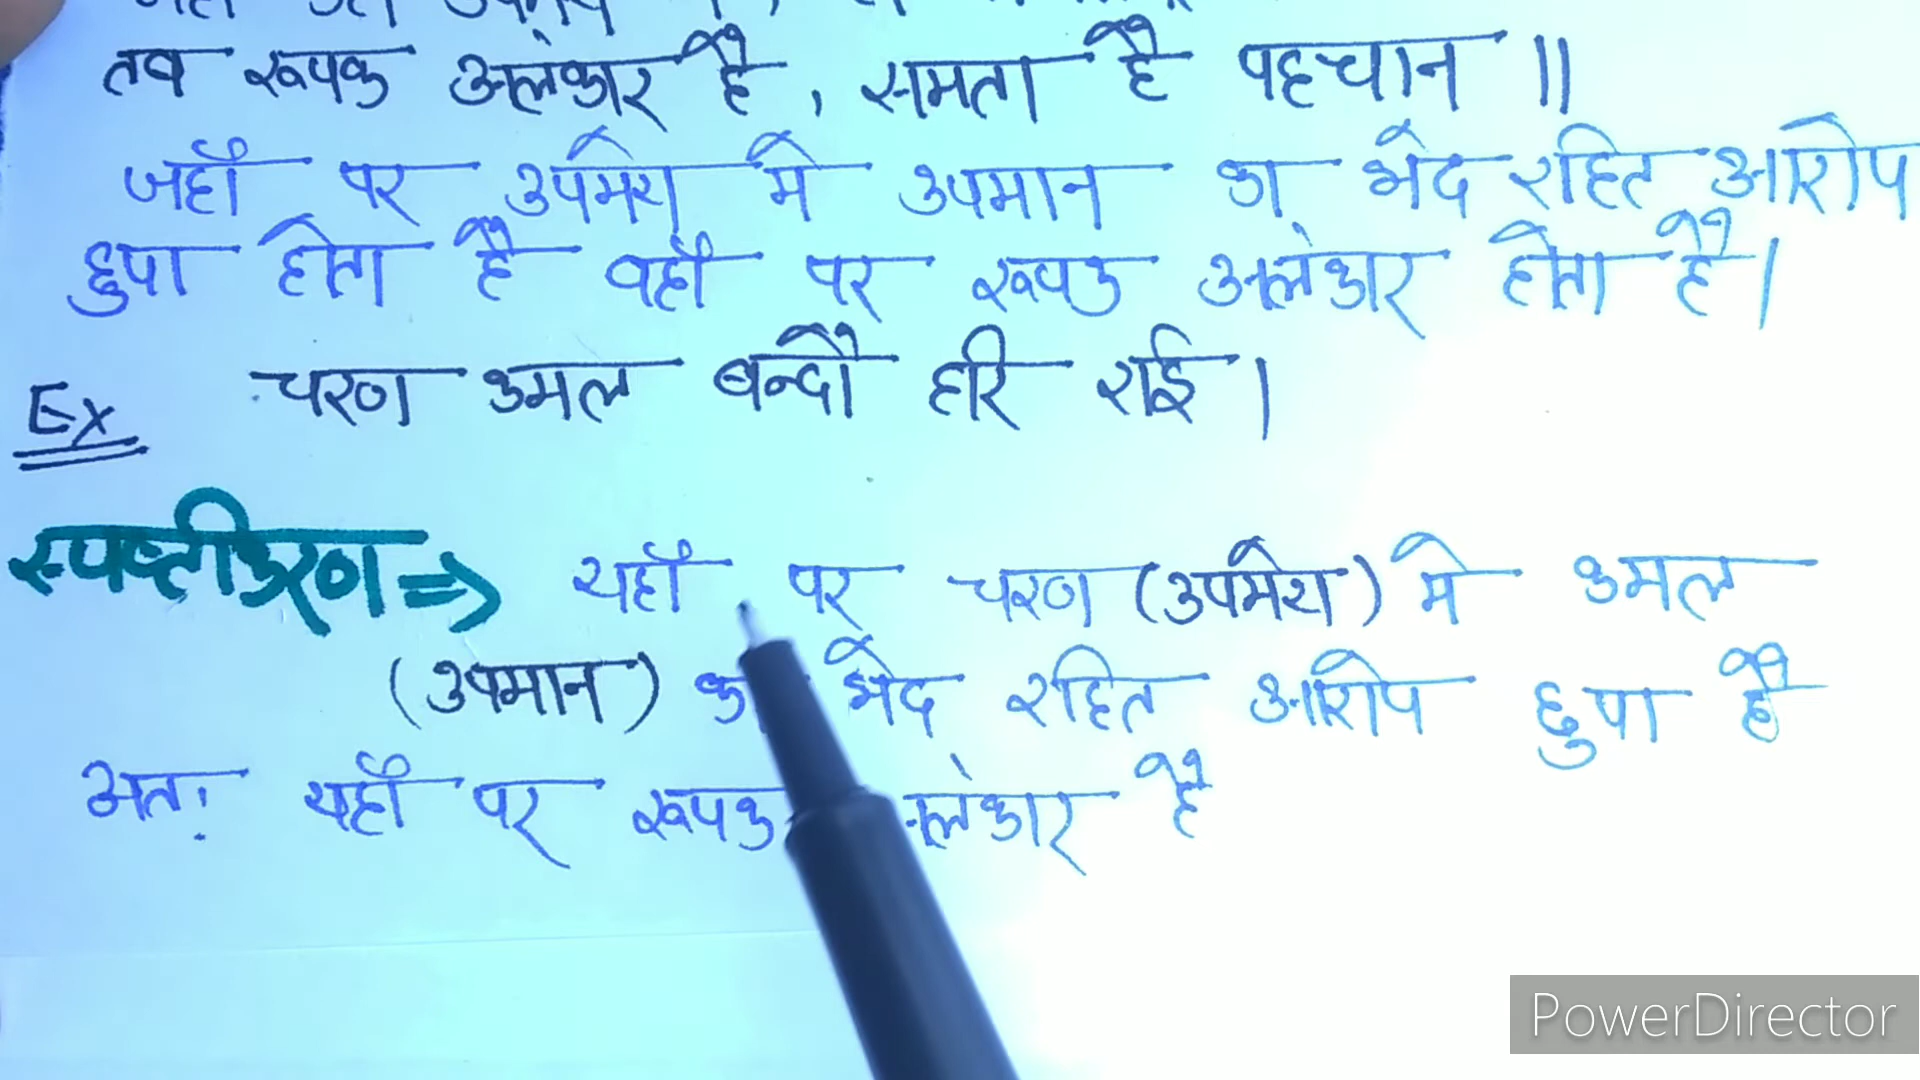 तब रूपक अलंकार है, समता है पहचान ॥
जहाँ पर उपमेय मे उपमान का भेद रहित आरोप
छुपा होता है वहाँ पर रूपक अलंकार होता है।
Ex चरण कमल बन्दौ हरि राई।
स्पष्टीकरण => यहाँ पर चरण (उपमेय) मे कमल
(उपमान) का भेद रहित आरोप छुपा है
अतः यहाँ पर रूपक अलंकार है
PowerDirector